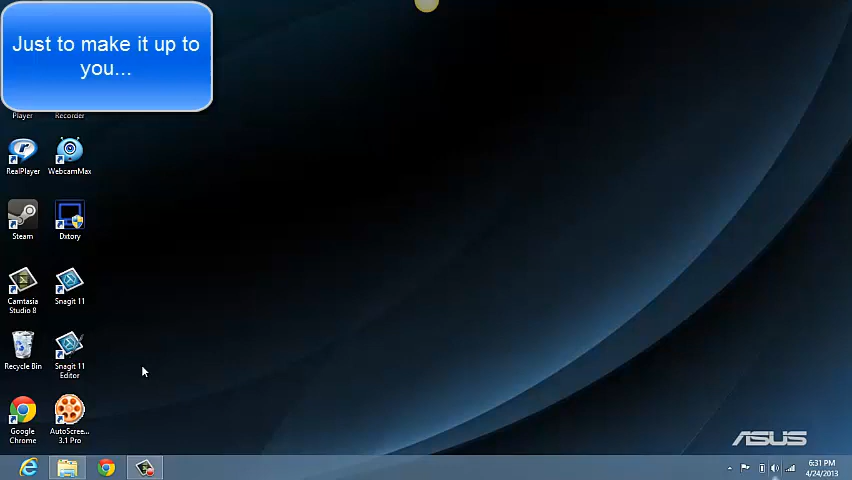 Just to make it up to
you...
Player
Recorder
RealPlayer
WebcamMax
Steam
Dxtory
Camtasia
Studio 8
Snagit 11
Recycle Bin
Snagit 11
Editor
Google
Chrome
AutoScree...
3.1 Pro
ASUS
6:31 PM
4/24/2013